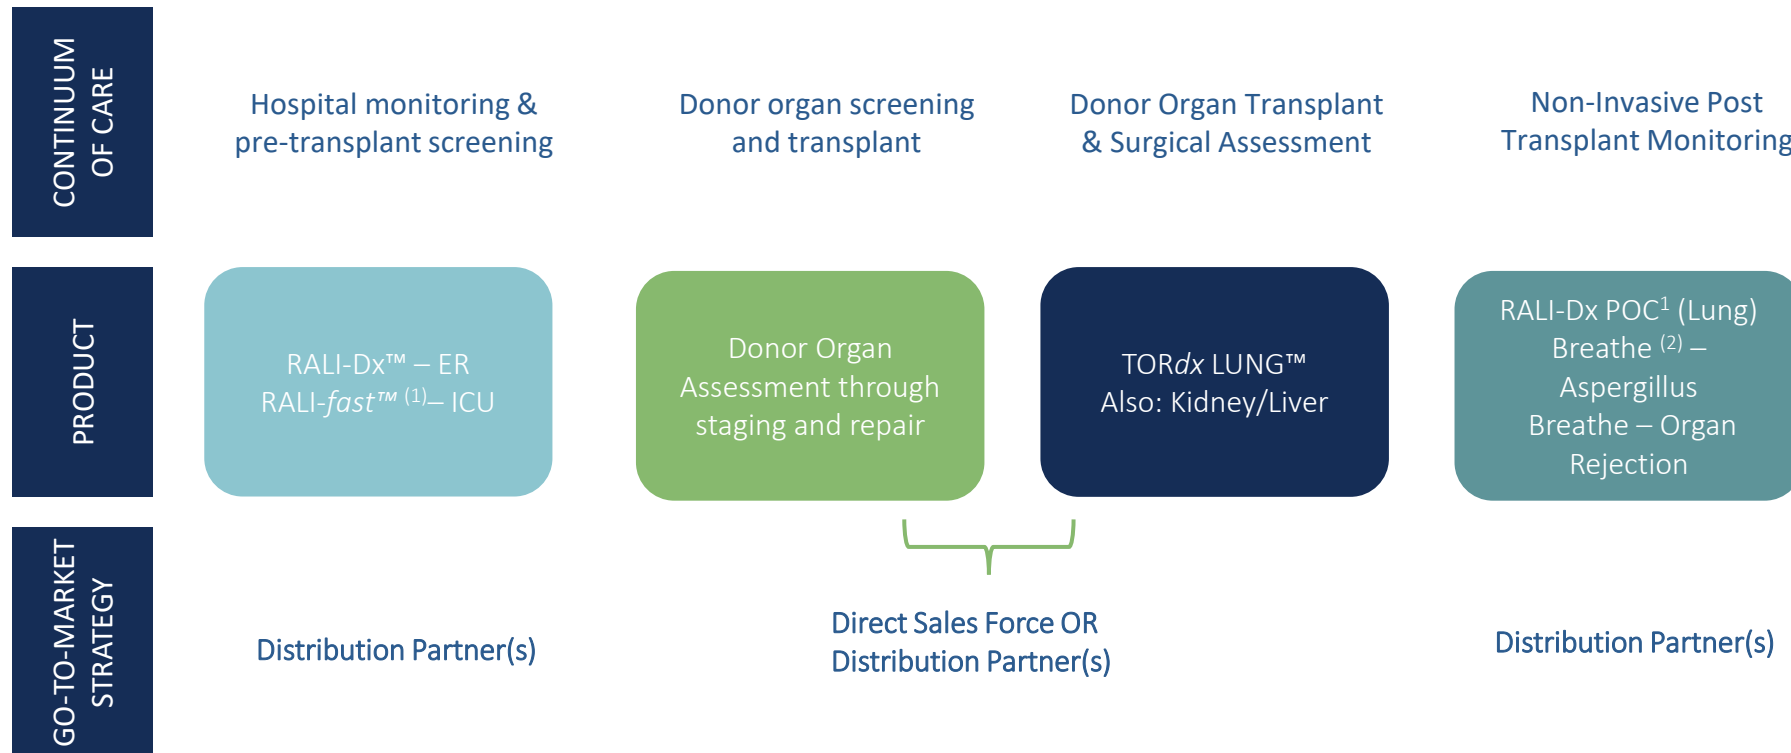 CONTINUUM
OF CARE
Hospital monitoring &
pre-transplant screening
Donor organ screening
and transplant
Donor Organ Transplant
& Surgical Assessment
Non-Invasive Post
Transplant Monitoring
PRODUCT
RALI-Dx™ – ER
RALI-fast™ (1)– ICU
Donor Organ
Assessment through
staging and repair
TORdx LUNG™
Also: Kidney/Liver
RALI-Dx POC¹ (Lung)
Breathe (2) –
Aspergillus
Breathe – Organ
Rejection
GO-TO-MARKET
STRATEGY
Distribution Partner(s)
Direct Sales Force OR
Distribution Partner(s)
Distribution Partner(s)